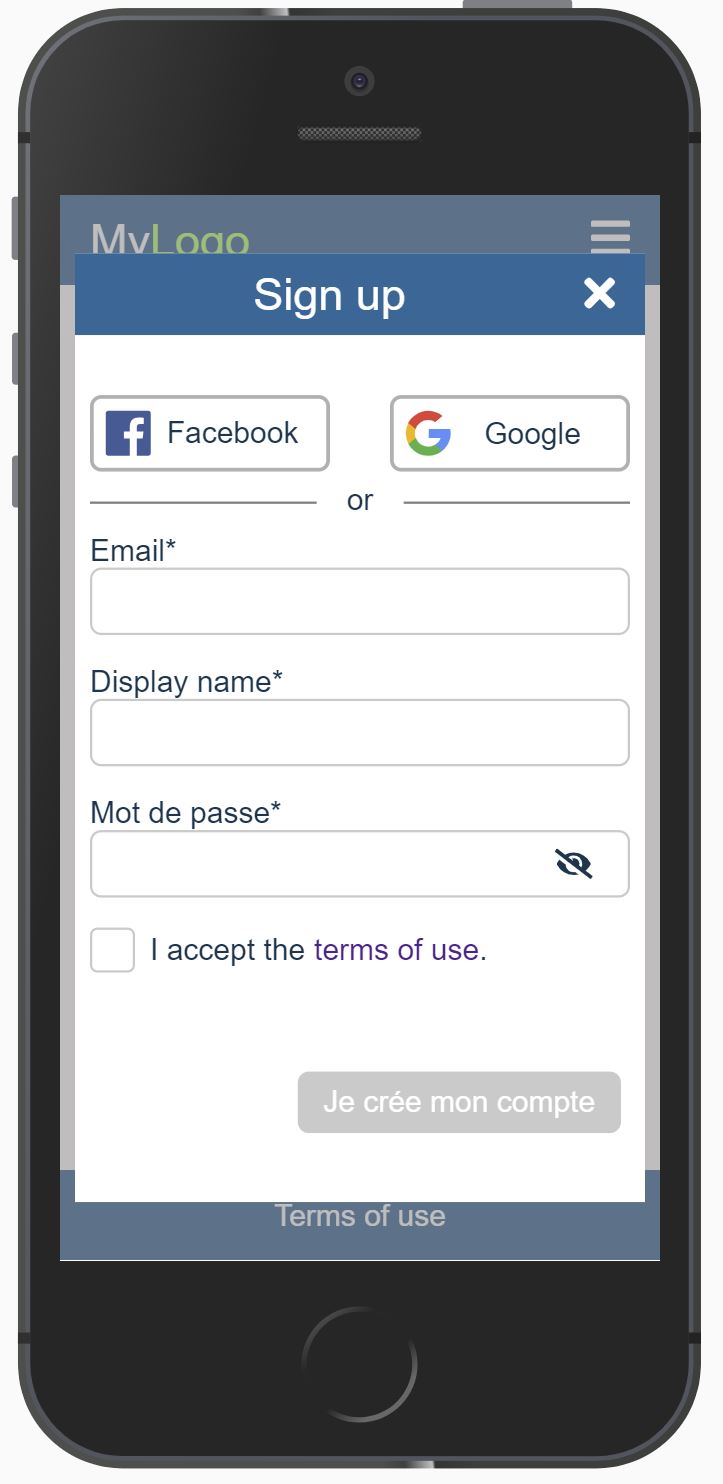 MyLogo
Sign up
Facebook
Google
or
Email*
Display name*
Mot de passe*
I accept the terms of use.
Je crée mon compte
Terms of use